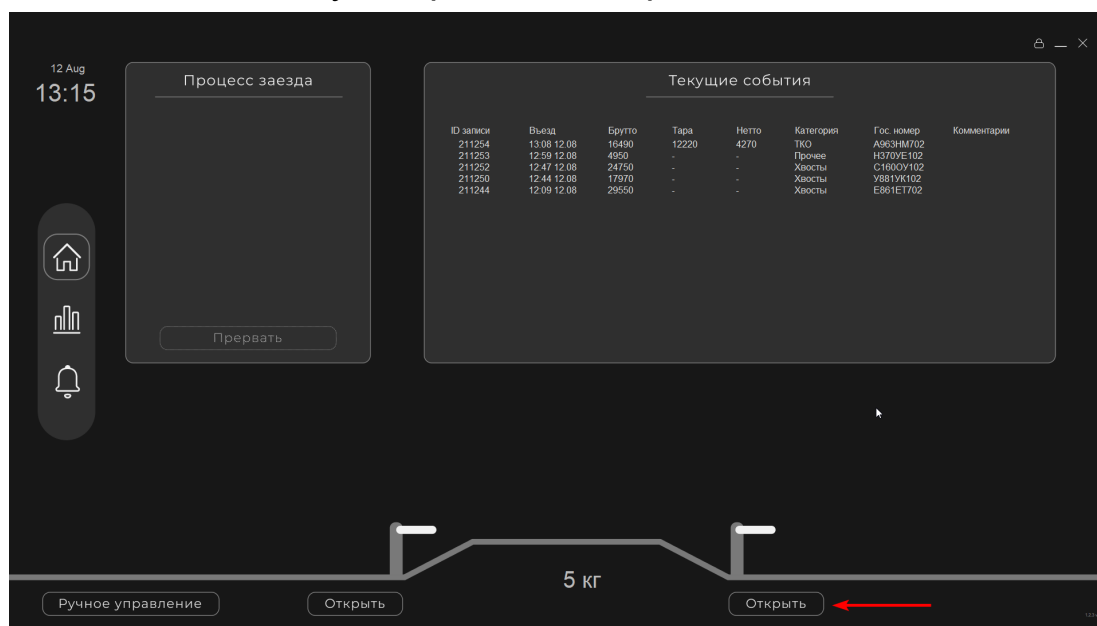 12 Aug
13:15
Процесс заезда
Прервать
Текущие события
ID записи Въезд Брутто Тара Нетто Категория Гос. номер Комментарии
211254 13:08 12.08 16490 12220 4270 ТКО А963НМ702
211253 12:59 12.08 4950 - - Прочее Н370УЕ102
211252 12:47 12.08 24750 - - Хвосты С160ОУ102
211250 12:44 12.08 17970 - - Хвосты У881УК102
211244 12:09 12.08 29550 - - Хвосты Е861ЕТ702
5 кг
Ручное управление Открыть Открыть